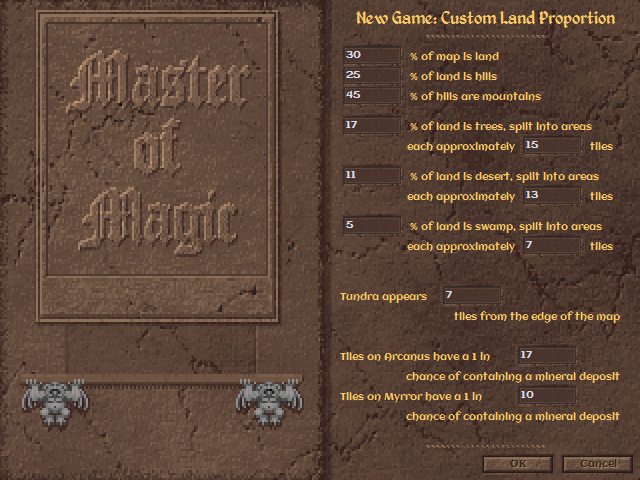 Master
of
Magic
New Game: Custom Land Proportion
30 % of map is land
25 % of land is hills
45 % of hills are mountains
17 % of land is trees, split into areas
each approximately 15 tiles
11 % of land is desert, split into areas
each approximately 13 tiles
5 % of land is swamp, split into areas
each approximately 7 tiles
Tundra appears 7
tiles from the edge of the map
Tiles on Arcanus have a 1 in 17
chance of containing a mineral deposit
Tiles on Myrror have a 1 in 10
chance of containing a mineral deposit
OK Cancel